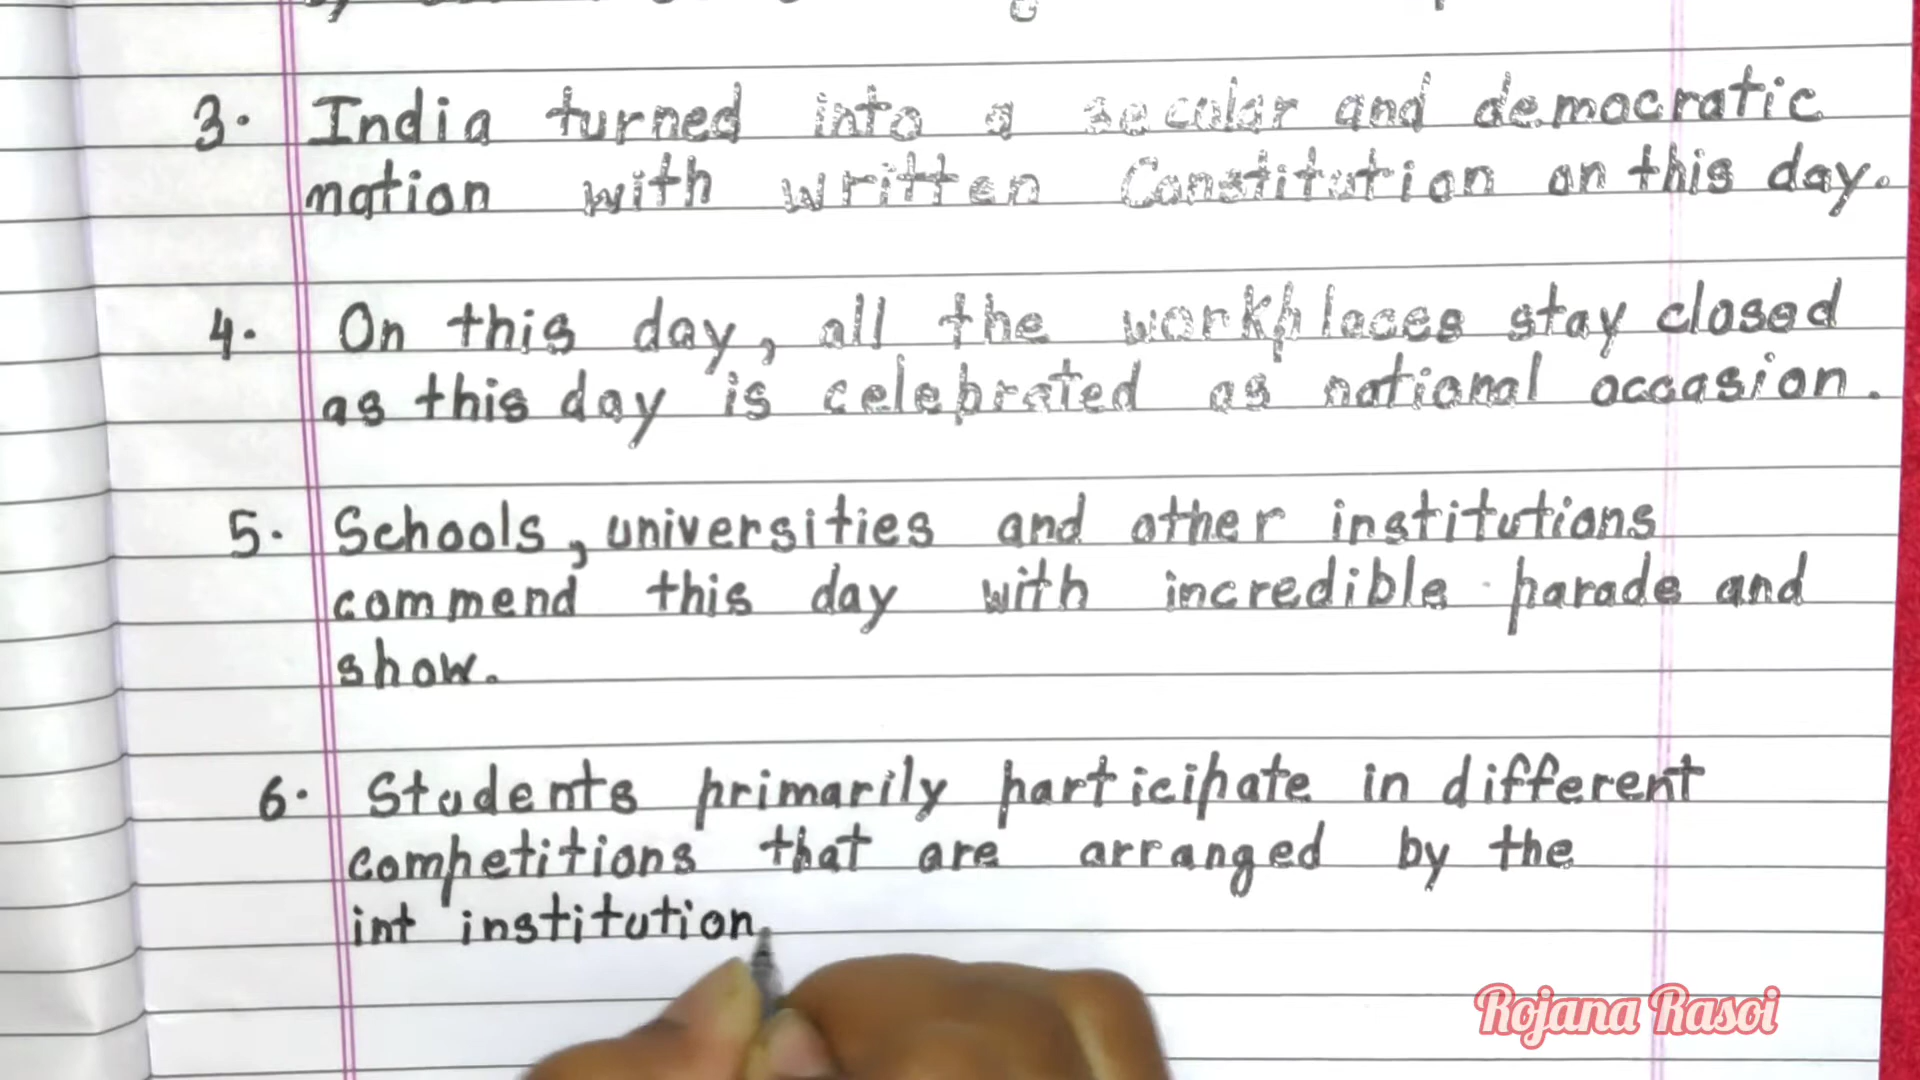 3. India turned into a secular and democratic
nation with written Constitution on this day.
4. On this day, all the workplaces stay closed
as this day is celebrated as national occasion.
5. Schools, universities and other institutions
commend this day with incredible parade and
show.
6. Students primarily participate in different
competitions that are arranged by the
int institution
Rojana Rasoi